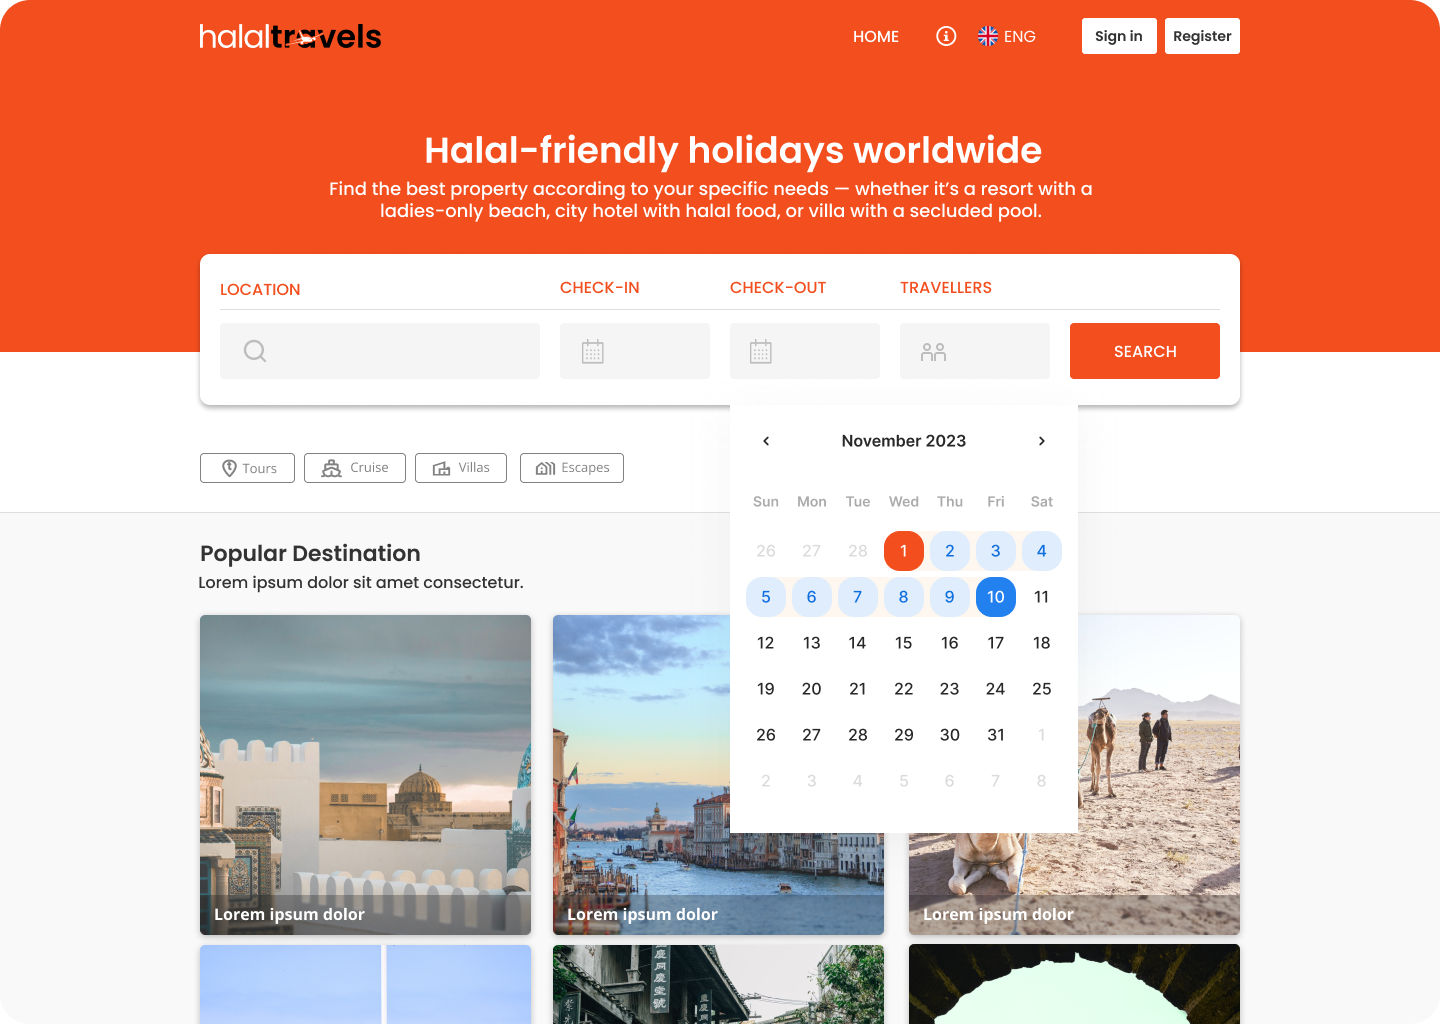 halaltravels
HOME
ENG
Sign in
Register
Halal-friendly holidays worldwide
Find the best property according to your specific needs — whether it's a resort with a
ladies-only beach, city hotel with halal food, or villa with a secluded pool.
LOCATION
CHECK-IN
CHECK-OUT
TRAVELLERS
SEARCH
Tours
Cruise
Villas
Escapes
November 2023
Sun Mon Tue Wed Thu Fri Sat
26 27 28 1 2 3 4
5 6 7 8 9 10 11
12 13 14 15 16 17 18
19 20 21 22 23 24 25
26 27 28 29 30 31 1
2 3 4 5 6 7 8
Popular Destination
Lorem ipsum dolor sit amet consectetur.
Lorem ipsum dolor
Lorem ipsum dolor
Lorem ipsum dolor